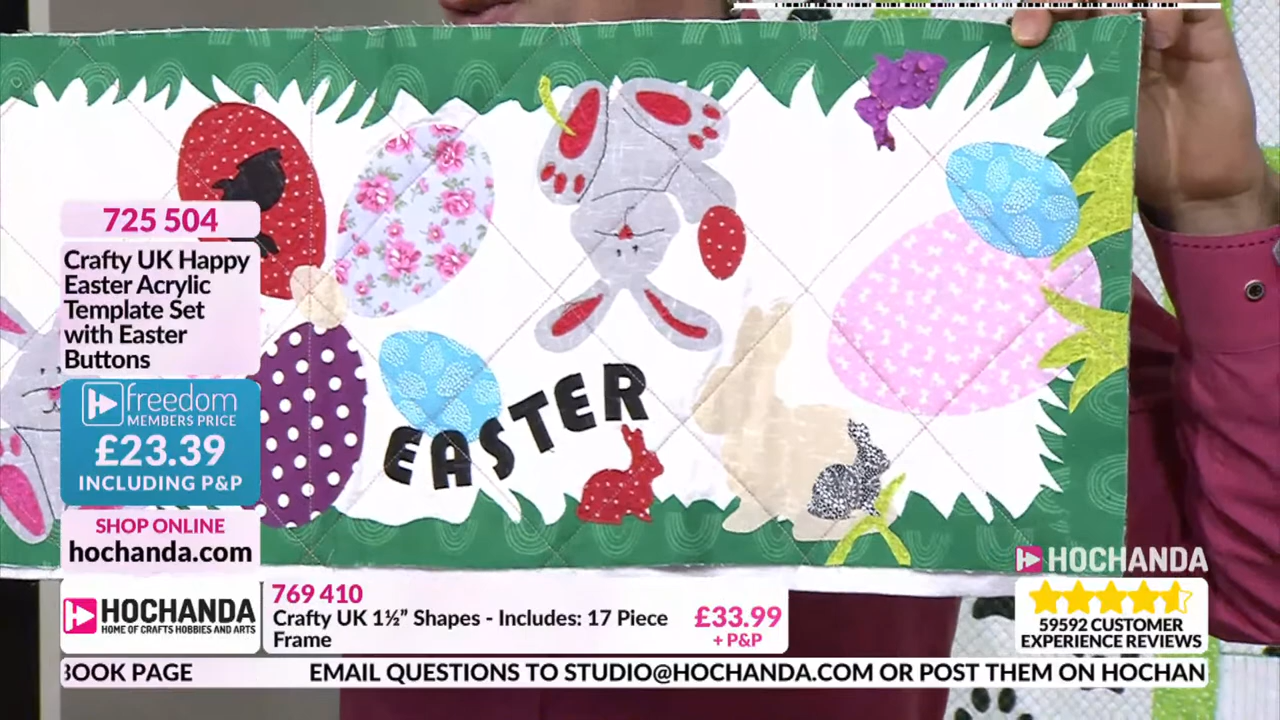 EASTER
725 504
Crafty UK Happy
Easter Acrylic
Template Set
with Easter
Buttons
freedom
MEMBERS PRICE
£23.39
INCLUDING P&P
SHOP ONLINE
hochanda.com
HOCHANDA
HOME OF CRAFTS HOBBIES AND ARTS
769 410
Crafty UK 1½” Shapes - Includes: 17 Piece
Frame
£33.99
+ P&P
HOCHANDA
59592 CUSTOMER
EXPERIENCE REVIEWS
BOOK PAGE EMAIL QUESTIONS TO STUDIO@HOCHANDA.COM OR POST THEM ON HOCHAN